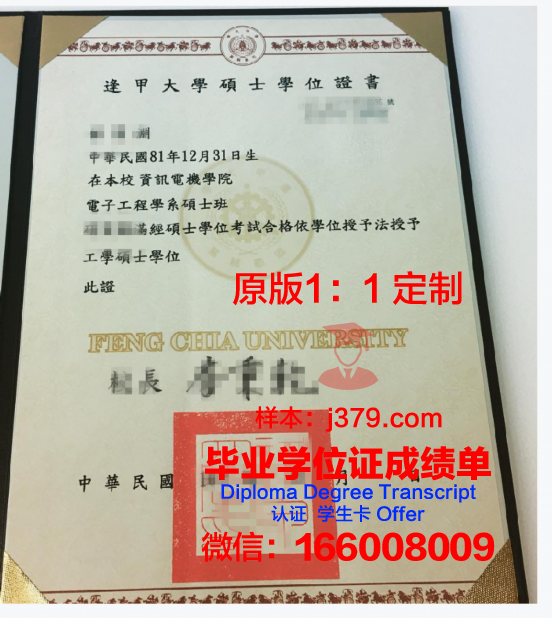 逢甲大學碩士學位證書
號
中華民國81年12月31日生
在本校 資訊電機學院
電子工程學系碩士班
經碩士學位考試合格依學位授予法授予
工學碩士學位
此證
原版1：1 定制
FENG CHIA UNIVERSITY
校長
样本:j379.com
中華民國 月 日
毕业学位证成绩单
Diploma Degree Transcript
认证 学生卡 Offer
微信：166008009